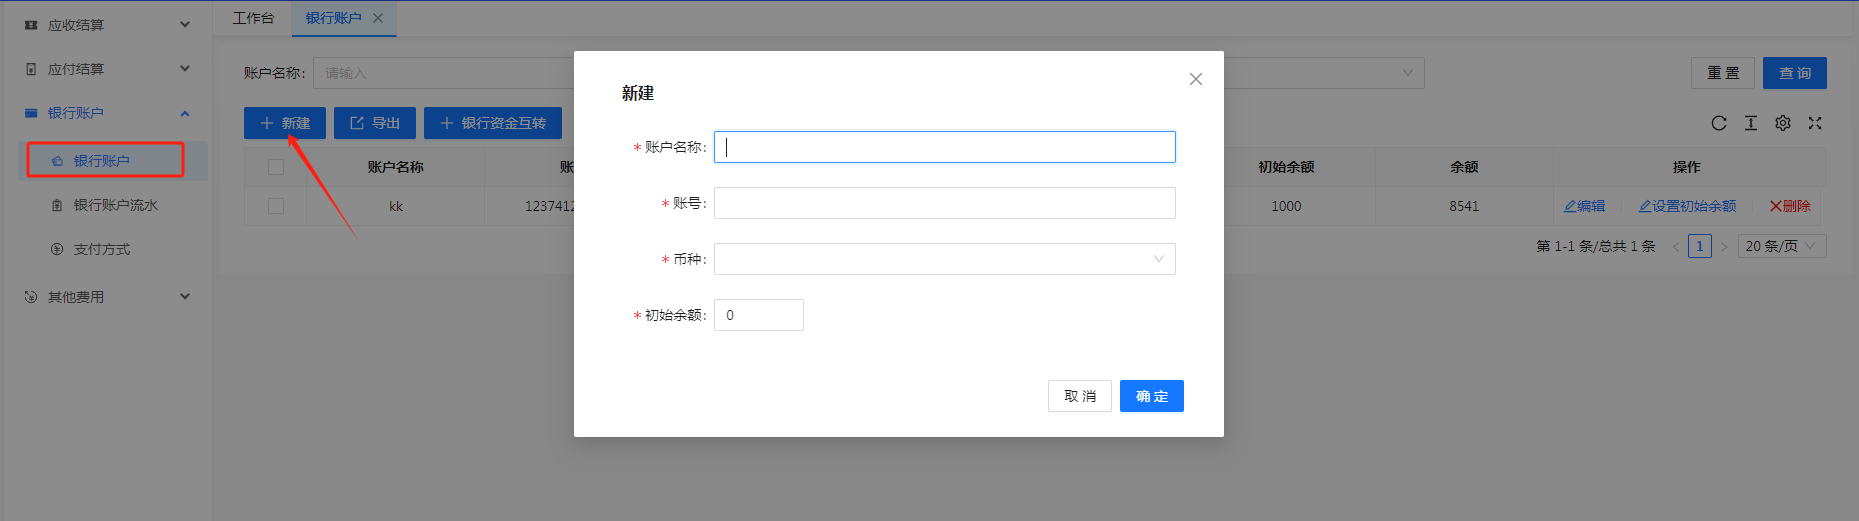 应收结算
应付结算
银行账户
银行账户
银行账户流水
支付方式
其他费用
工作台 银行账户
账户名称: 请输入
重 置 查 询
新建 导出 银行资金互转
账户名称 账 初始余额 余额 操作
kk 1237412 1000 8541 编辑 设置初始余额 删除
第 1-1 条/总共 1 条 < 1 > 20 条/页
新建
* 账户名称:
* 账号:
* 币种:
* 初始余额: 0
取 消 确 定